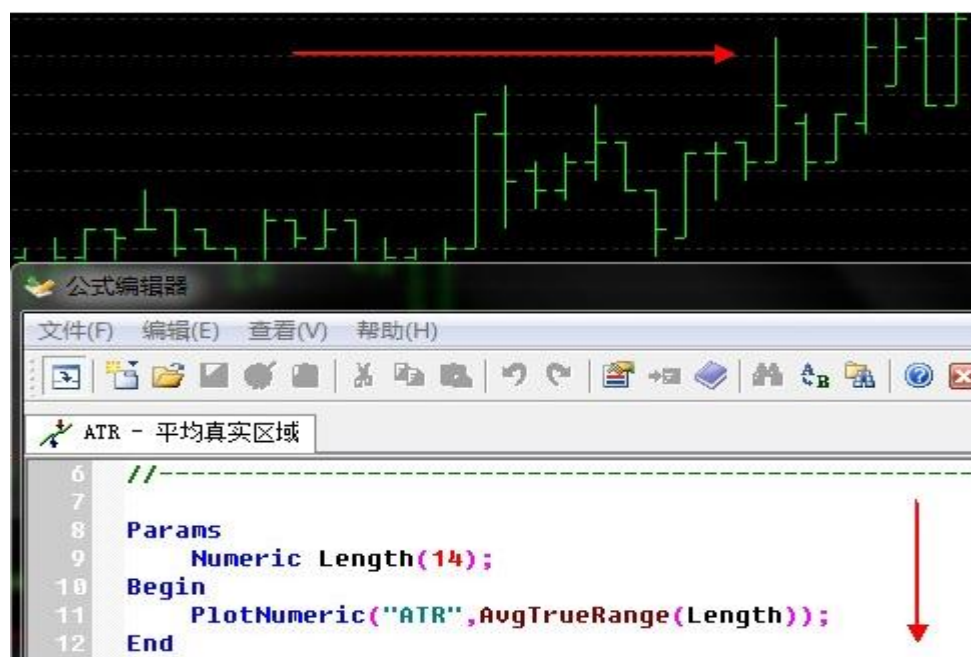 公式编辑器
文件(F) 编辑(E) 查看(V) 帮助(H)
A B
ATR - 平均真实区域
6 //----------------------------------------------------
7
8 Params
9 Numeric Length(14);
10 Begin
11 PlotNumeric("ATR",AvgTrueRange(Length));
12 End